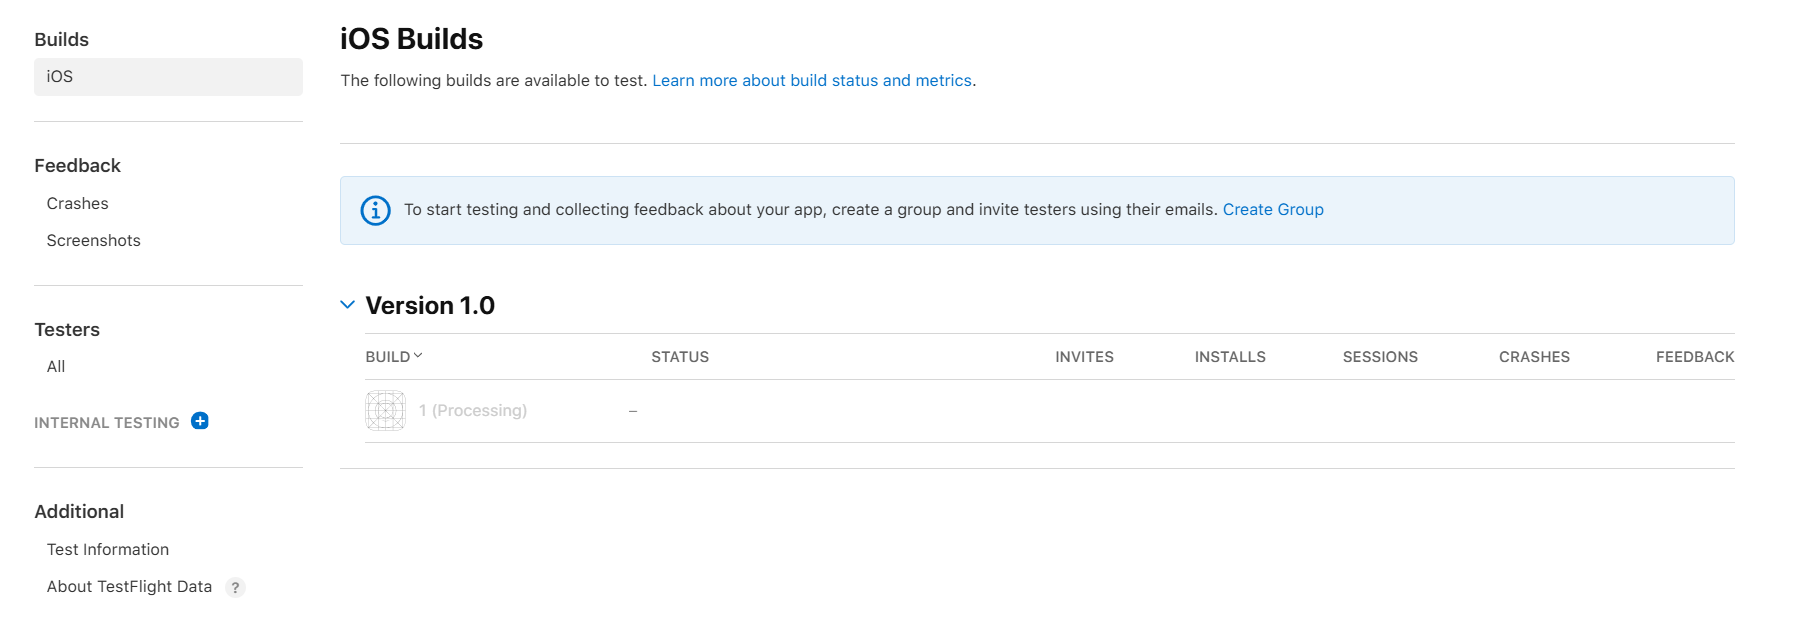 Builds
iOS
Feedback
Crashes
Screenshots
Testers
All
INTERNAL TESTING
Additional
Test Information
About TestFlight Data ?
iOS Builds
The following builds are available to test. Learn more about build status and metrics.
To start testing and collecting feedback about your app, create a group and invite testers using their emails. Create Group
Version 1.0
BUILD STATUS INVITES INSTALLS SESSIONS CRASHES FEEDBACK
1 (Processing) –